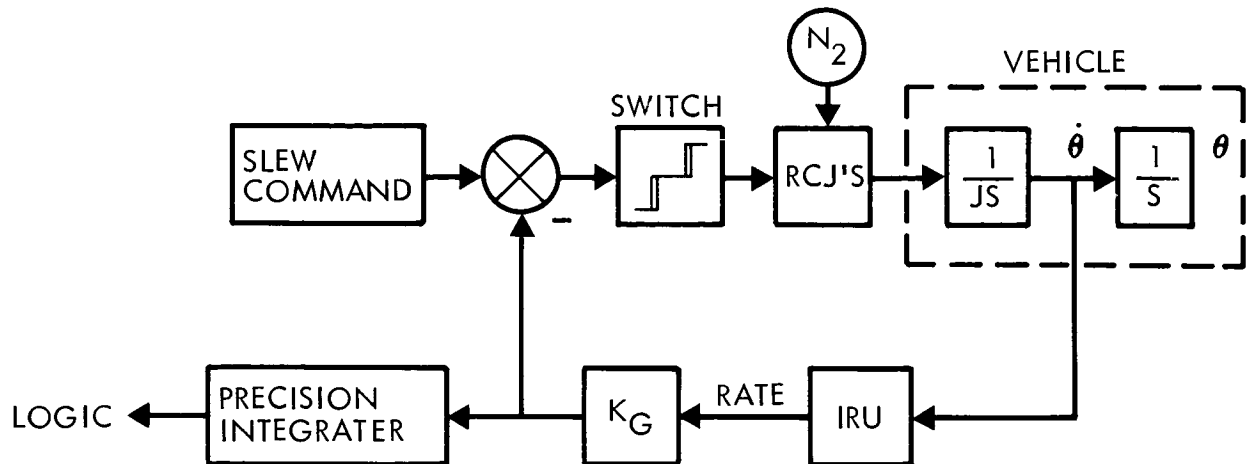 N2
VEHICLE
SWITCH
SLEW
COMMAND
RCJ'S
1
JS
θ̇
1
S
θ
−
LOGIC
PRECISION
INTEGRATER
KG
RATE
IRU